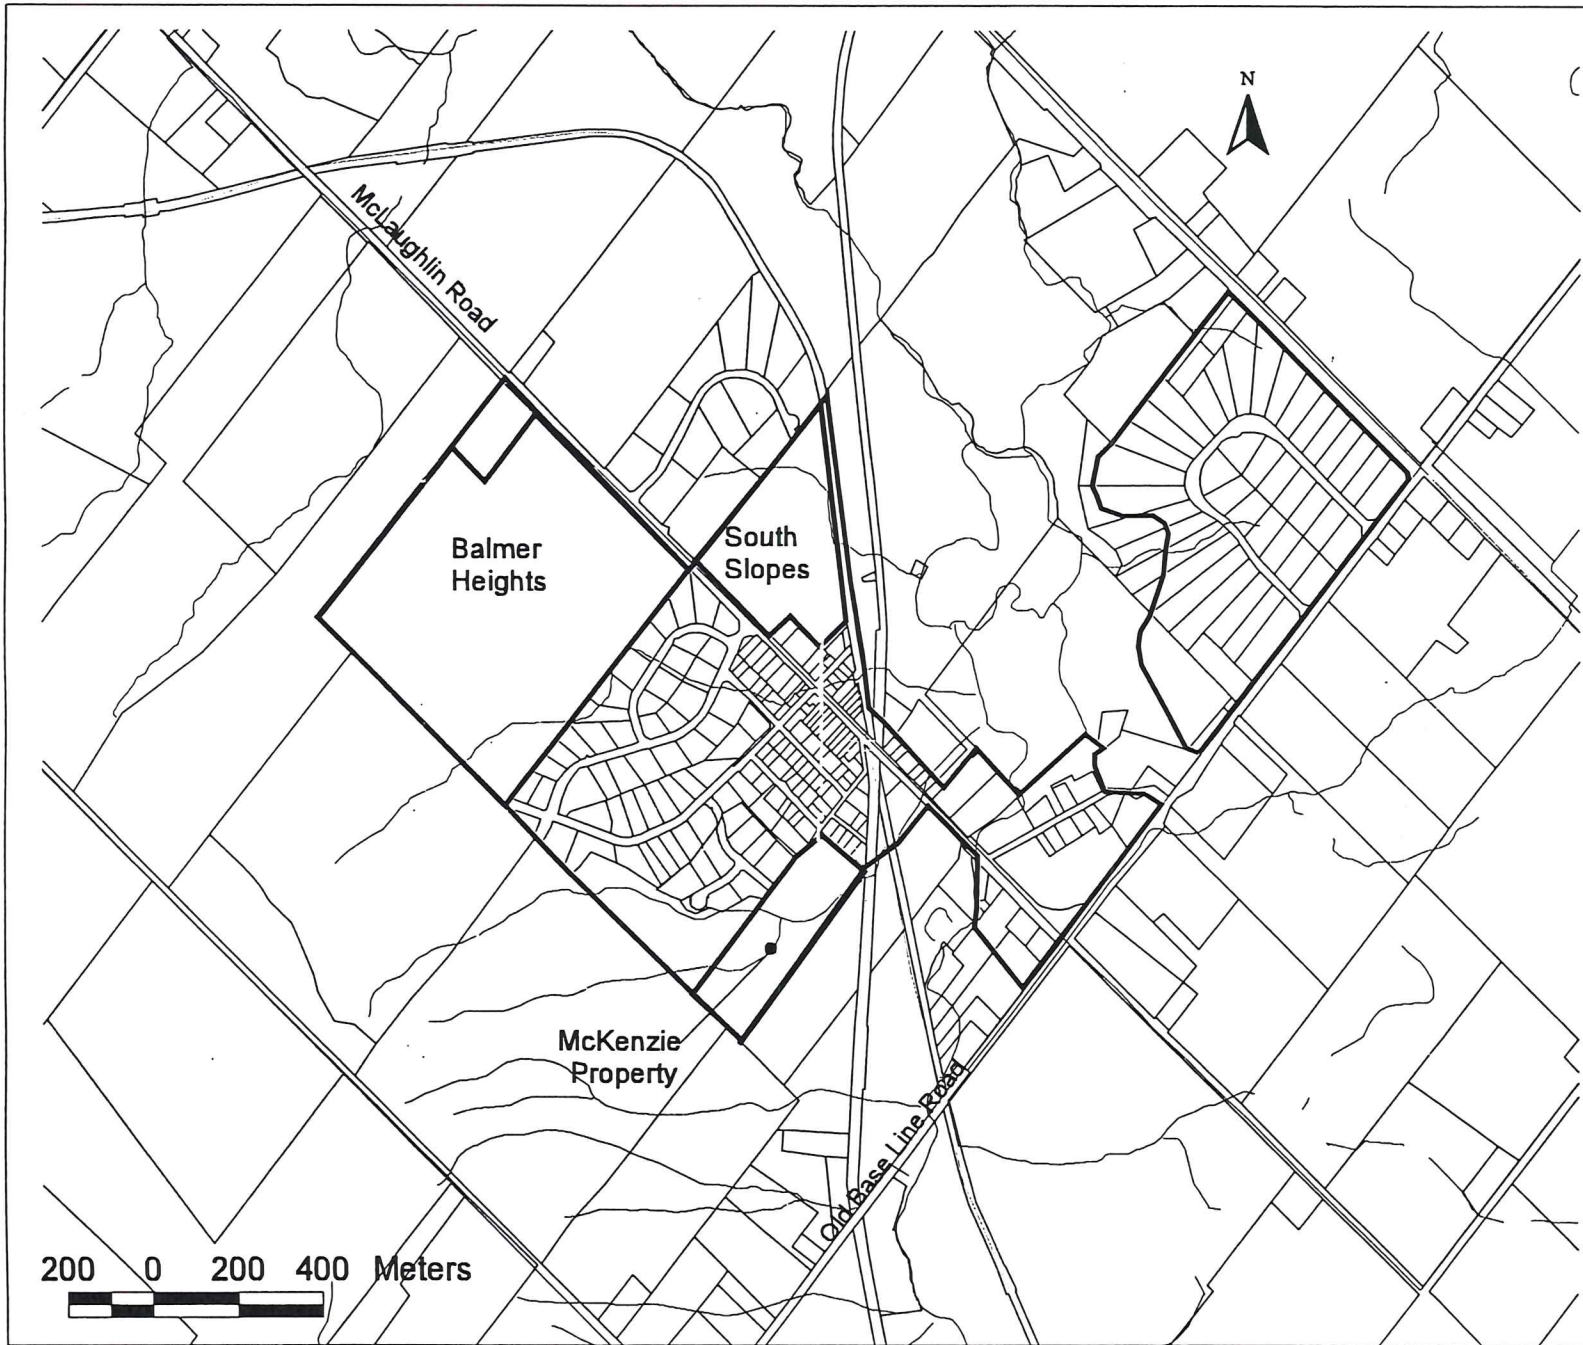 N
McLaughlin Road
Balmer
Heights
South
Slopes
McKenzie
Property
Old Base Line Road
200 0 200 400 Meters